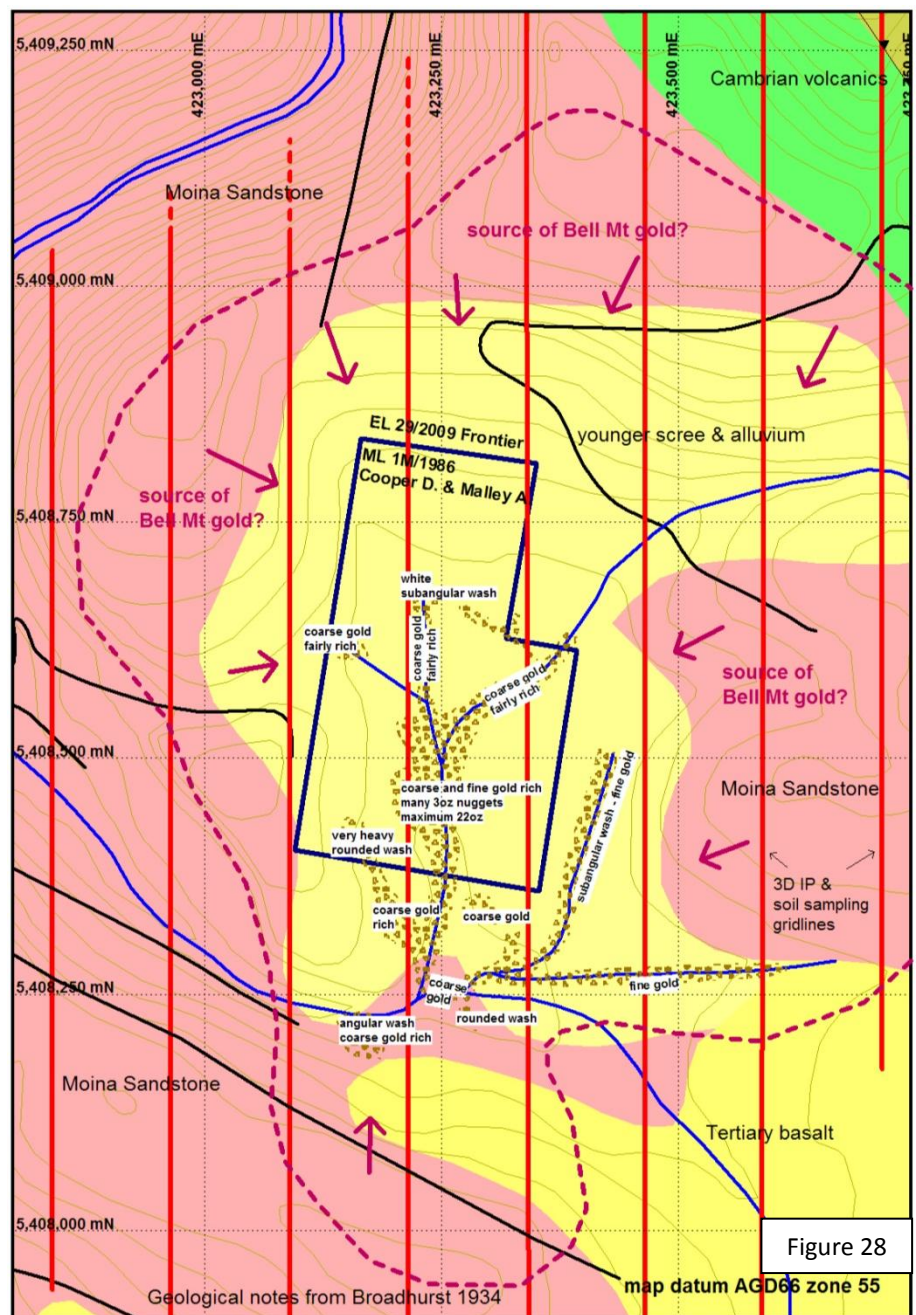 5,409,250 mN
423,000 mE
423,250 mE
423,500 mE
Cambrian volcanics
Moina Sandstone
source of Bell Mt gold?
5,409,000 mN
EL 29/2009 Frontier
ML 1M/1986
Cooper D. & Malley A
younger scree & alluvium
source of
Bell Mt gold?
5,408,750 mN
white
subangular wash
coarse gold
fairly rich
coarse gold
fairly rich
coarse gold
fairly rich
source of
Bell Mt gold?
5,408,500 mN
coarse and fine gold rich
many 3oz nuggets
maximum 22oz
subangular wash - fine gold
Moina Sandstone
very heavy
rounded wash
3D IP &
soil sampling
gridlines
coarse gold
rich
coarse gold
5,408,250 mN
coarse
gold
fine gold
rounded wash
angular wash
coarse gold rich
Moina Sandstone
Tertiary basalt
5,408,000 mN
Figure 28
map datum AGD66 zone 55
Geological notes from Broadhurst 1934